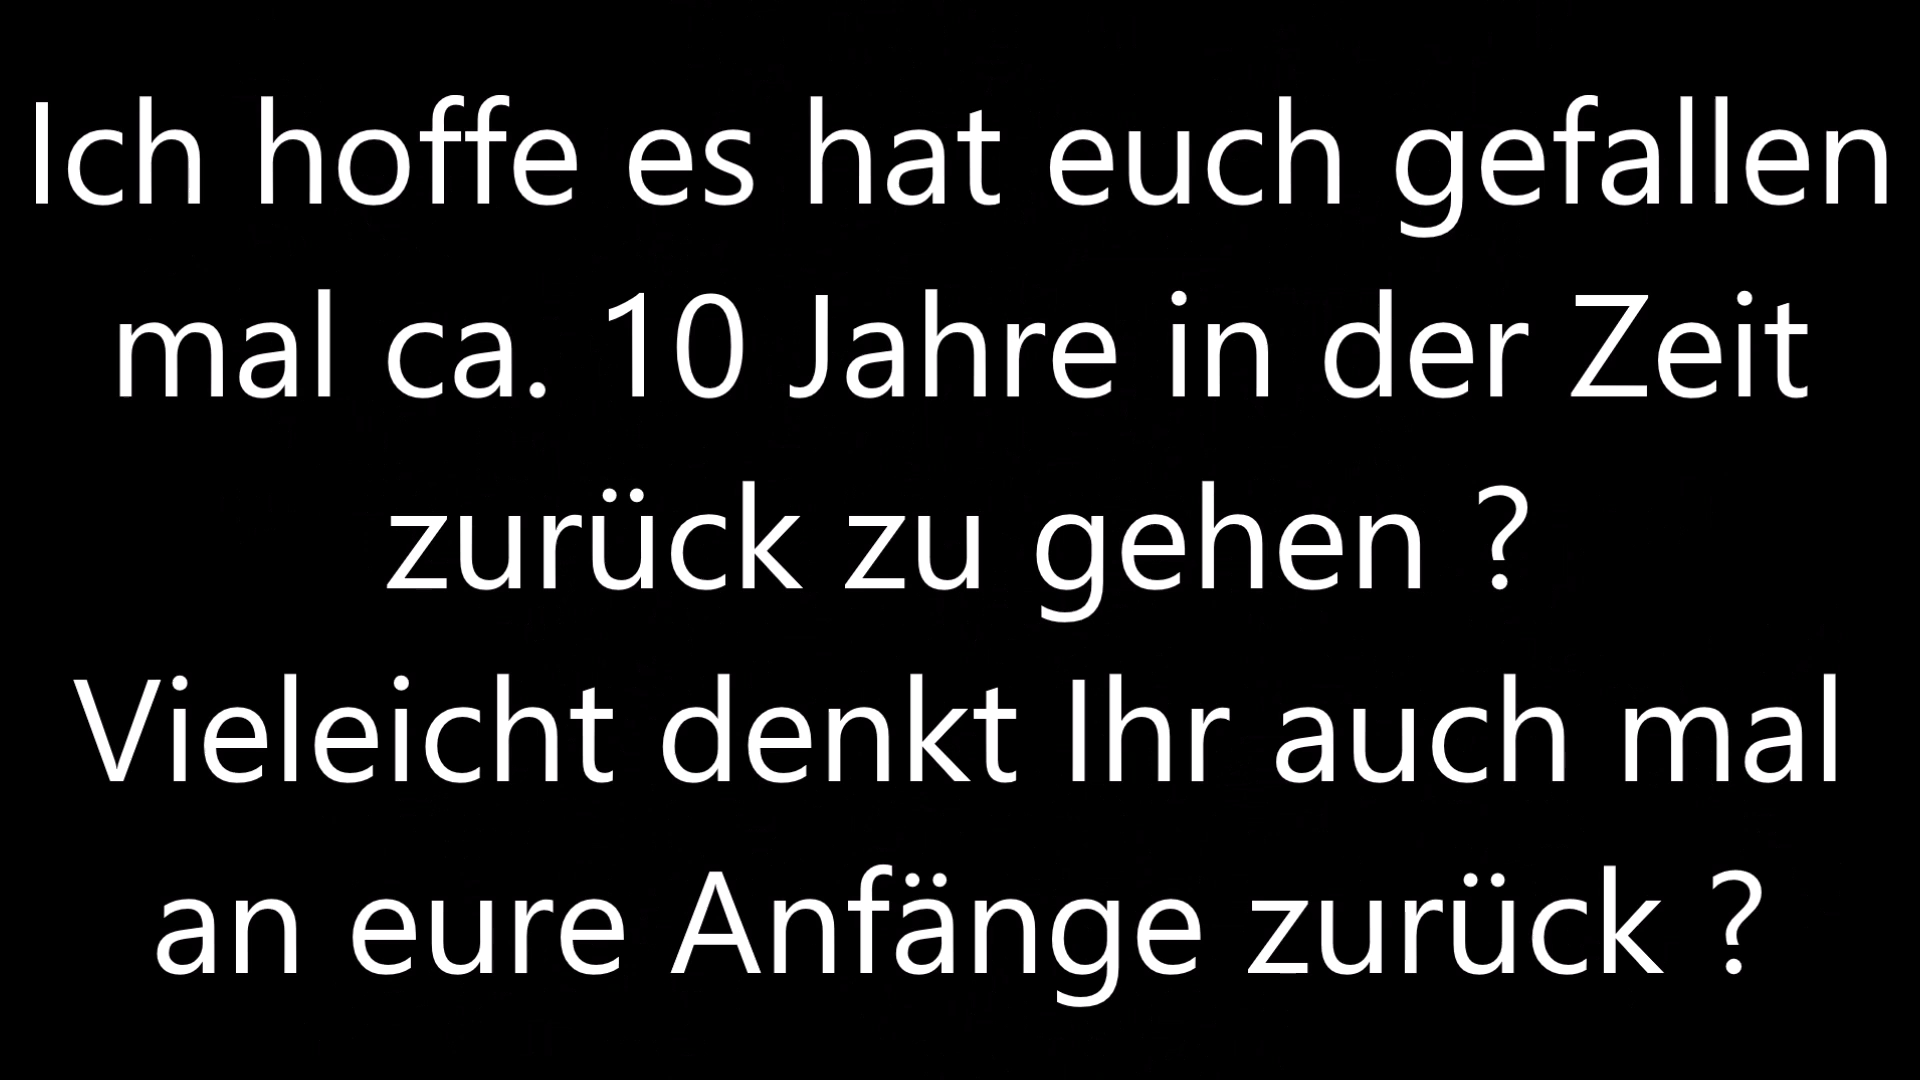 Ich hoffe es hat euch gefallen
mal ca. 10 Jahre in der Zeit
zurück zu gehen ?
Vieleicht denkt Ihr auch mal
an eure Anfänge zurück ?